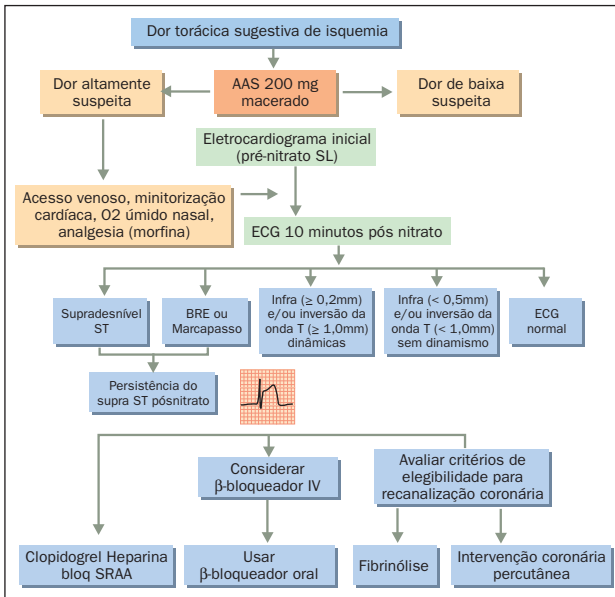 Dor torácica sugestiva de isquemia
Dor altamente
suspeita
AAS 200 mg
macerado
Dor de baixa
suspeita
Eletrocardiograma inicial
(pré-nitrato SL)
Acesso venoso, minitorização
cardíaca, O2 úmido nasal,
analgesia (morfina)
ECG 10 minutos pós nitrato
Supradesnível
ST
BRE ou
Marcapasso
Infra (≥ 0,2mm)
e/ou inversão da
onda T (≥ 1,0mm)
dinâmicas
Infra (< 0,5mm)
e/ou inversão da
onda T (< 1,0mm)
sem dinamismo
ECG
normal
Persistência do
supra ST pósnitrato
Considerar
β-bloqueador IV
Avaliar critérios de
elegibilidade para
recanalização coronária
Clopidogrel Heparina
bloq SRAA
Usar
β-bloqueador oral
Fibrinólise
Intervenção coronária
percutânea